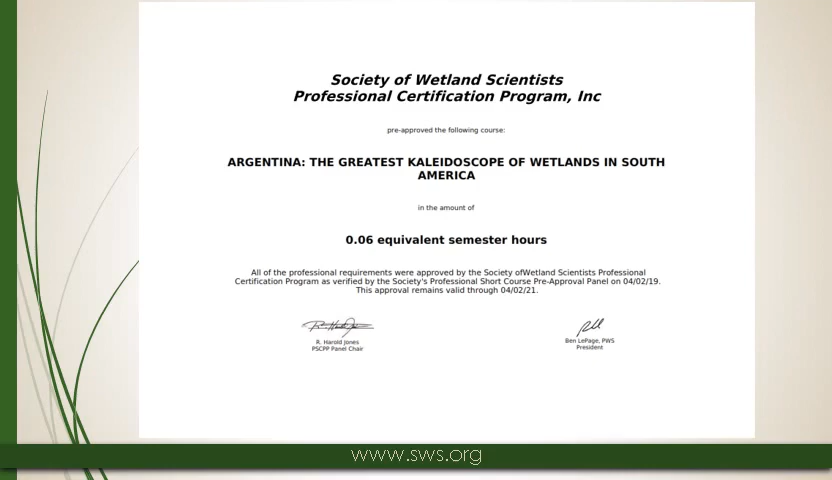 Society of Wetland Scientists
Professional Certification Program, Inc
pre-approved the following course:
ARGENTINA: THE GREATEST KALEIDOSCOPE OF WETLANDS IN SOUTH
AMERICA
in the amount of
0.06 equivalent semester hours
All of the professional requirements were approved by the Society ofWetland Scientists Professional
Certification Program as verified by the Society's Professional Short Course Pre-Approval Panel on 04/02/19.
This approval remains valid through 04/02/21.
R. Harold Jones
PSCPP Panel Chair
Ben LePage, PWS
President
www.sws.org